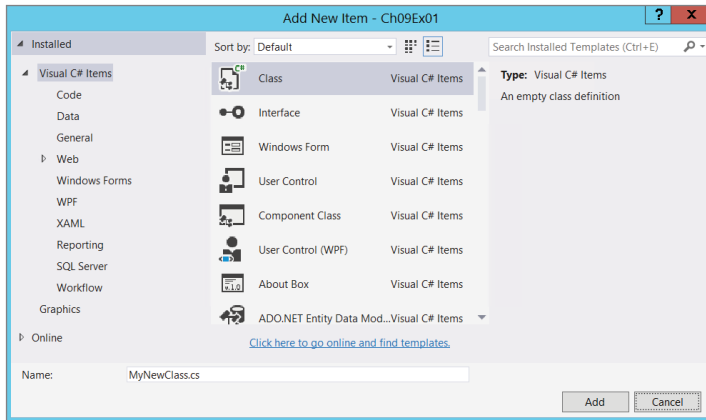 Add New Item - Ch09Ex01
? x
Installed
Sort by: Default
Search Installed Templates (Ctrl+E)
Visual C# Items
Code
Data
General
Web
Windows Forms
WPF
XAML
Reporting
SQL Server
Workflow
Graphics
Online
C# Class Visual C# Items
Interface Visual C# Items
Windows Form Visual C# Items
User Control Visual C# Items
Component Class Visual C# Items
User Control (WPF) Visual C# Items
v.1.0 About Box Visual C# Items
ADO.NET Entity Data Mod...Visual C# Items
Click here to go online and find templates.
Type: Visual C# Items
An empty class definition
Name: MyNewClass.cs
Add Cancel